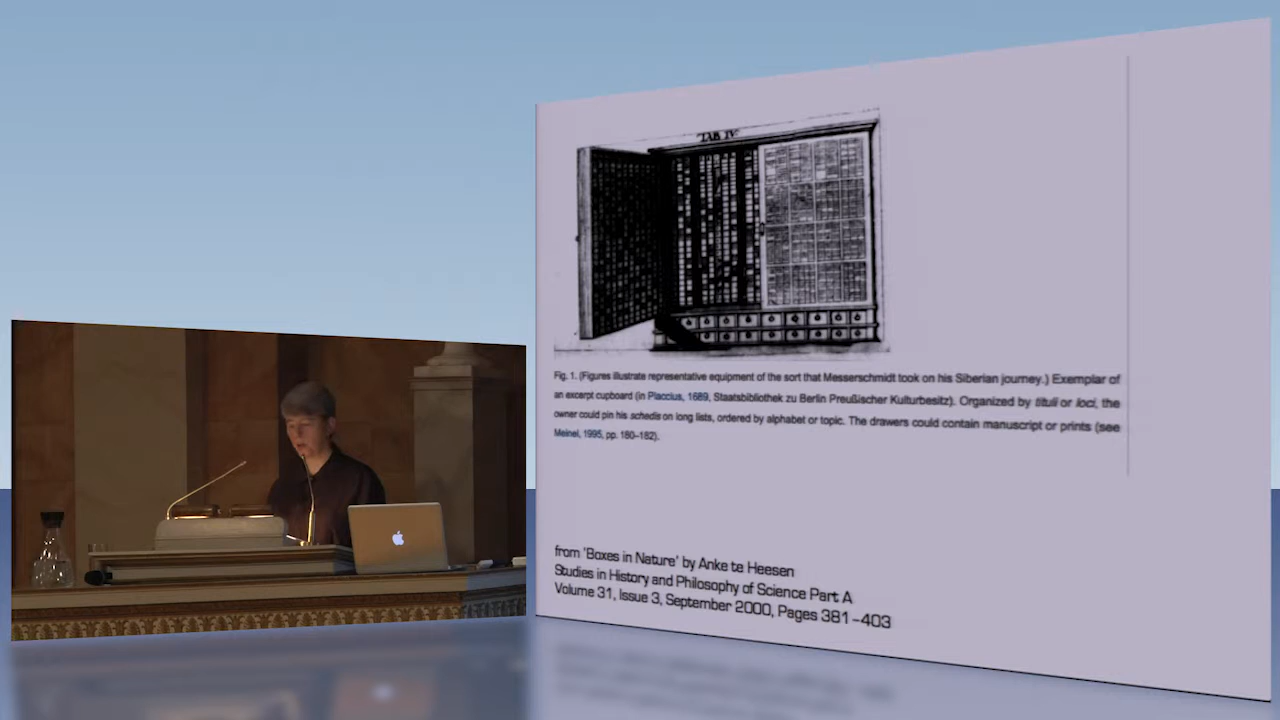 TAB IV
Fig. 1. (Figures illustrate representative equipment of the sort that Messerschmidt took on his Siberian journey.) Exemplar of
an excerpt cupboard (in Placcius, 1689, Staatsbibliothek zu Berlin Preußischer Kulturbesitz). Organized by tituli or loci, the
owner could pin his schedis on long lists, ordered by alphabet or topic. The drawers could contain manuscript or prints (see
Meinel, 1995, pp. 180–182).
from 'Boxes in Nature' by Anke te Heesen
Studies in History and Philosophy of Science Part A
Volume 31, Issue 3, September 2000, Pages 381–403